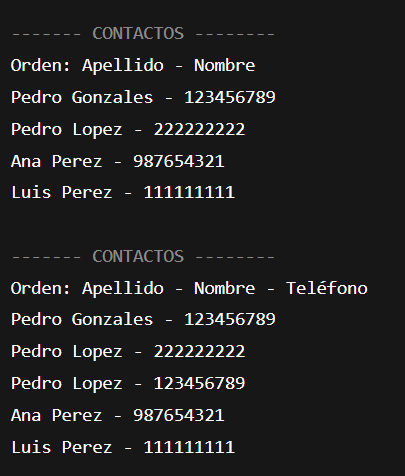 ------- CONTACTOS --------
Orden: Apellido - Nombre
Pedro Gonzales - 123456789
Pedro Lopez - 222222222
Ana Perez - 987654321
Luis Perez - 111111111
------- CONTACTOS --------
Orden: Apellido - Nombre - Teléfono
Pedro Gonzales - 123456789
Pedro Lopez - 222222222
Pedro Lopez - 123456789
Ana Perez - 987654321
Luis Perez - 111111111